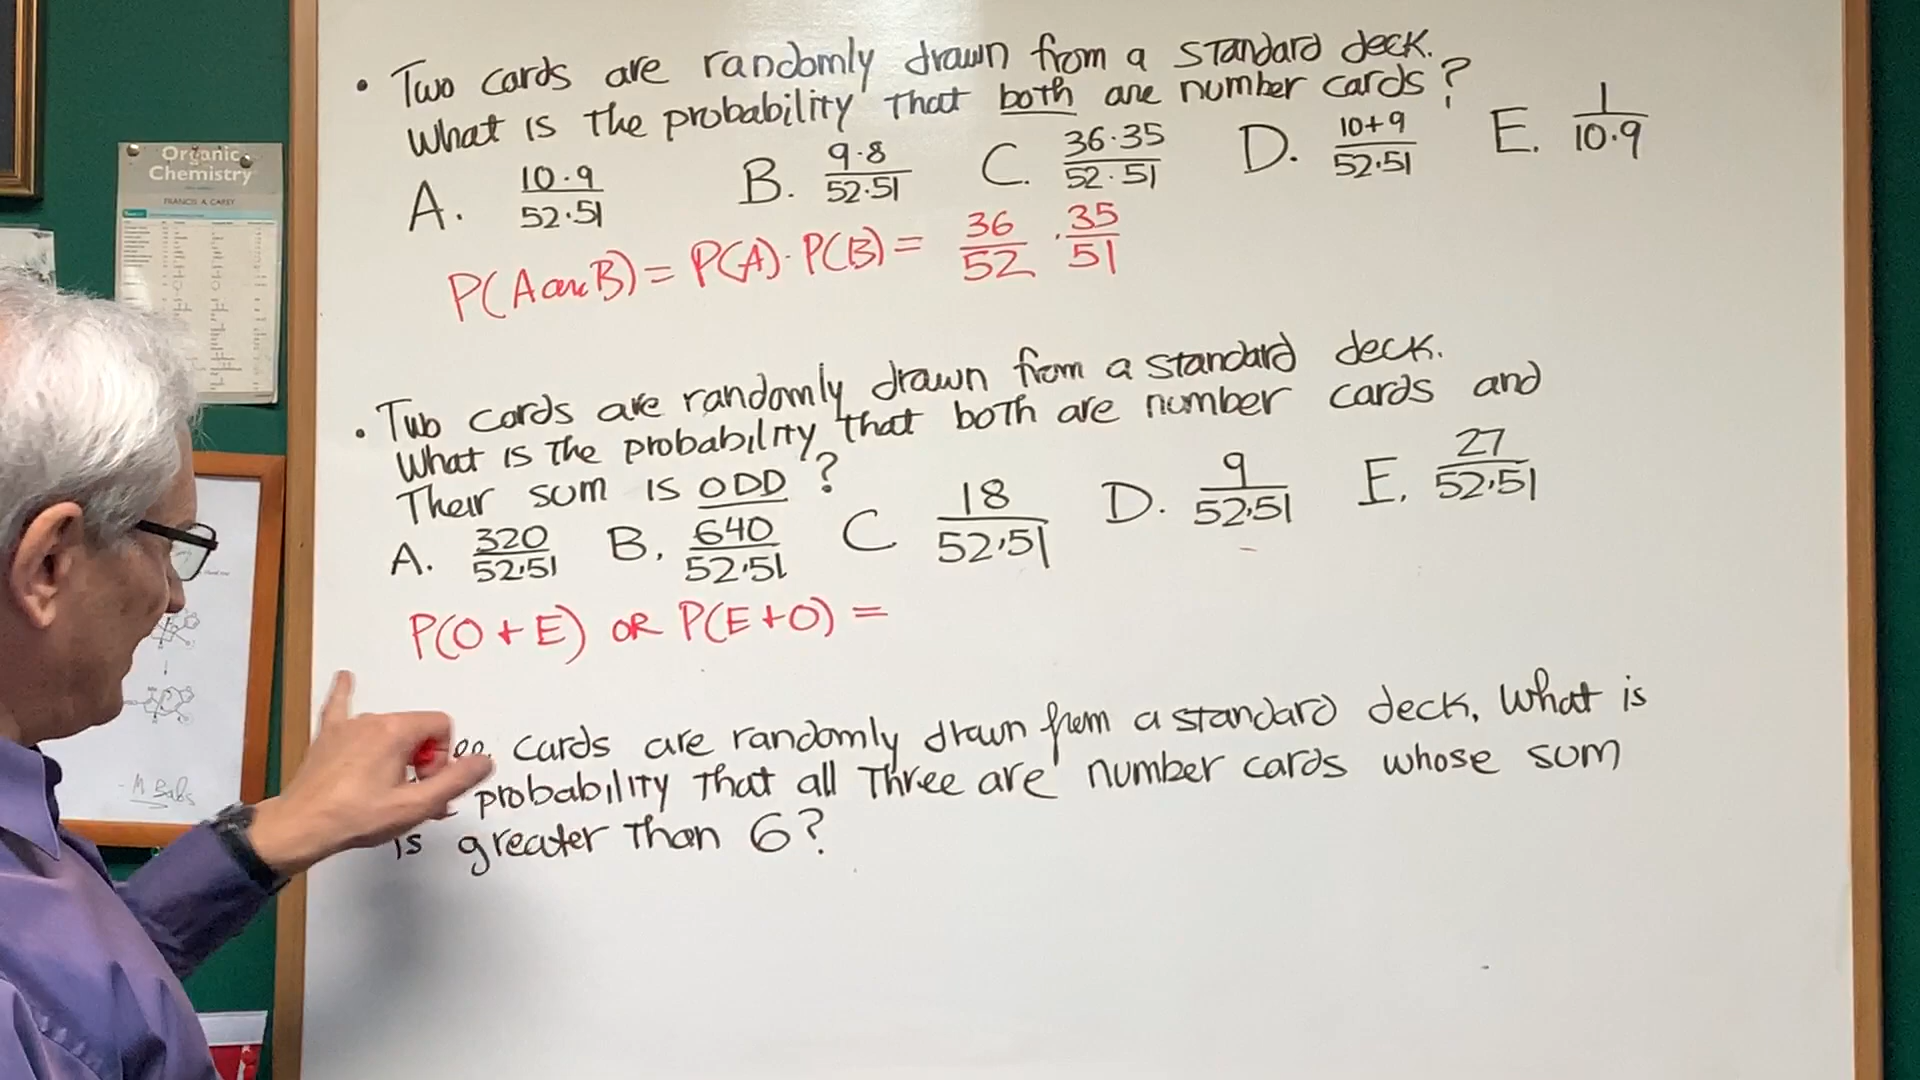 • Two cards are randomly drawn from a standard deck.
What is the probability that both are number cards?
A. 10·9/52·51 B. 9·8/52·51 C. 36·35/52·51 D. 10+9/52·51 E. 1/10·9
P(A and B) = P(A)·P(B) = 36/52 · 35/51
• Two cards are randomly drawn from a standard deck.
What is the probability that both are number cards and
Their sum is ODD?
A. 320/52·51 B. 640/52·51 C 18/52·51 D. 9/52·51 E. 27/52·51
P(O+E) OR P(E+O) =
cards are randomly drawn from a standard deck. What is
probability that all Three are number cards whose sum
is greater than 6?
Organic
Chemistry
FRANCIS A. CAREY